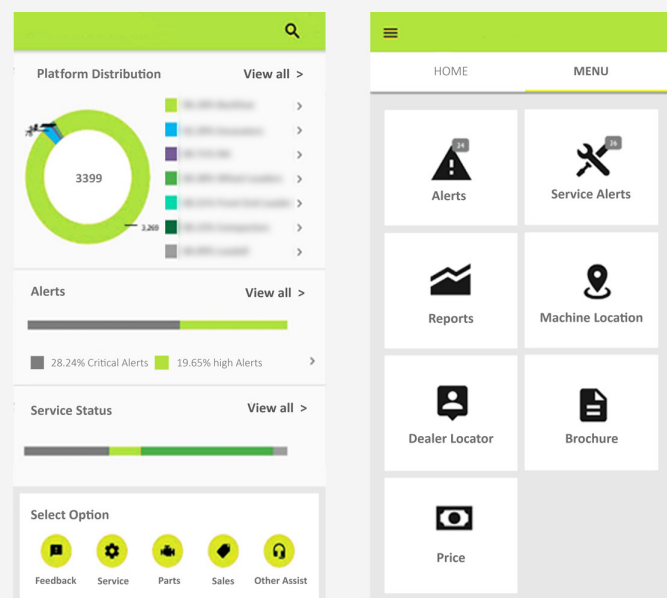 Platform Distribution
View all >
3399
3,269
Alerts
View all >
28.24% Critical Alerts
19.65% high Alerts
Service Status
View all >
Select Option
Feedback
Service
Parts
Sales
Other Assist
HOME
MENU
34
Alerts
36
Service Alerts
Reports
Machine Location
Dealer Locator
Brochure
Price